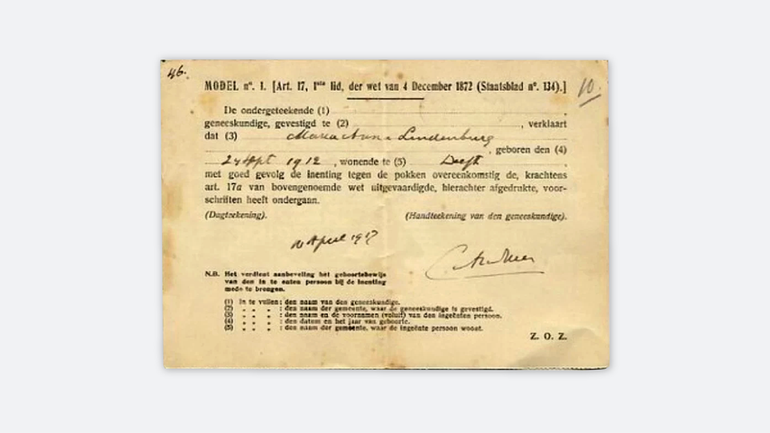 46.
10.
MODEL nº. 1. [Art. 17, 1ste lid, der wet van 4 December 1872 (Staatsblad nº. 134).]
De ondergeteekende (1)
geneeskundige, gevestigd te (2) , verklaart
dat (3) Maria Anna Lindenburg
, geboren den (4)
24 Spt 1912, wonende te (5) Delft,
met goed gevolg de inenting tegen de pokken overeenkomstig de, krachtens
art. 17a van bovengenoemde wet uitgevaardigde, hierachter afgedrukte, voor-
schriften heeft ondergaan.
(Dagteekening). (Handteekening van den geneeskundige).
April 1917
N.B. Het verdient aanbeveling het geboortebewijs
van den in te enten persoon bij de inenting
mede te brengen.
(1) In te vullen: den naam van den geneeskundige.
(2) " " " : den naam der gemeente, waar de geneeskundige is gevestigd.
(3) " " " : den naam en de voornamen (voluit) van den ingeënten persoon.
(4) " " " : den datum en het jaar van geboorte.
(5) " " " : den naam der gemeente, waar de ingeënte persoon woont.
Z. O. Z.